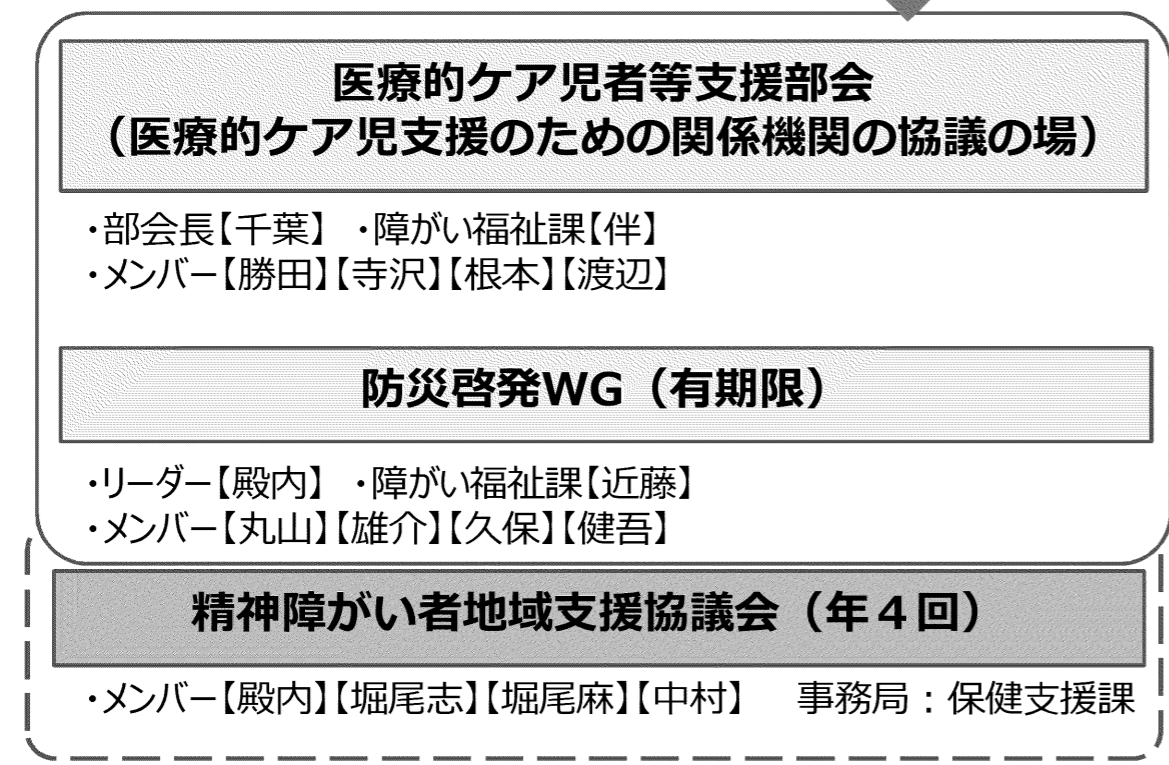 医療的ケア児者等支援部会
（医療的ケア児支援のための関係機関の協議の場）
・部会長【千葉】 ・障がい福祉課【伴】
・メンバー【勝田】【寺沢】【根本】【渡辺】
防災啓発WG（有期限）
・リーダー【殿内】 ・障がい福祉課【近藤】
・メンバー【丸山】【雄介】【久保】【健吾】
精神障がい者地域支援協議会（年４回）
・メンバー【殿内】【堀尾志】【堀尾麻】【中村】 事務局：保健支援課